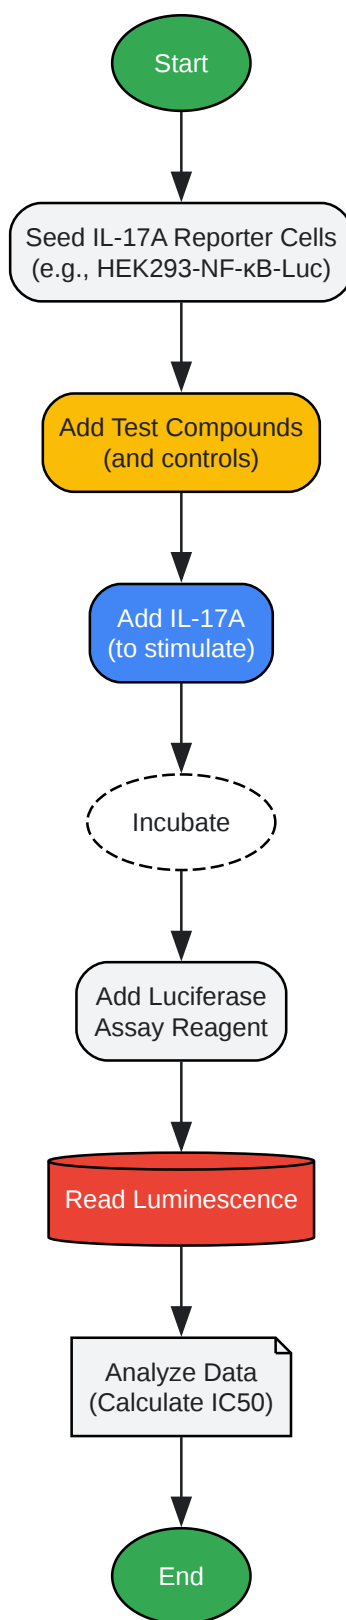 Start
Seed IL-17A Reporter Cells
(e.g., HEK293-NF-κB-Luc)
Add Test Compounds
(and controls)
Add IL-17A
(to stimulate)
Incubate
Add Luciferase
Assay Reagent
Read Luminescence
Analyze Data
(Calculate IC50)
End